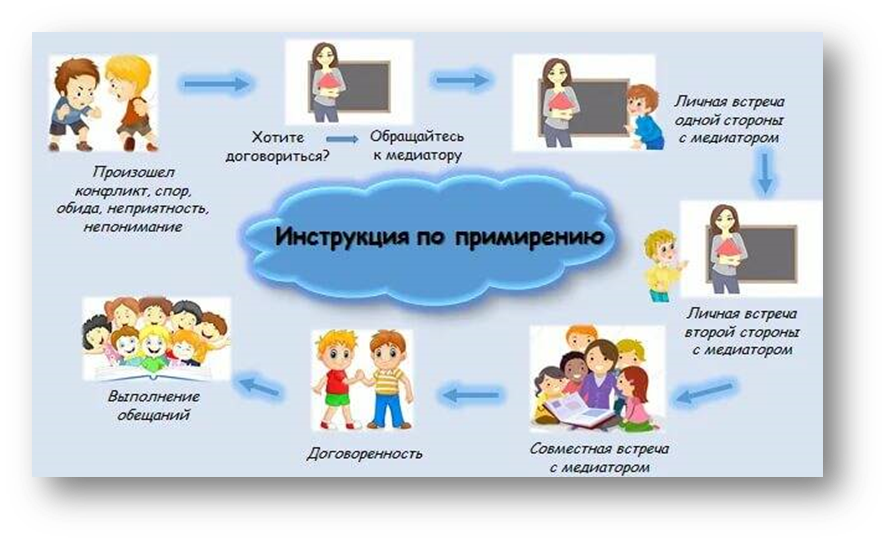 Произошел
конфликт, спор,
обида, неприятность,
непонимание
Хотите
договориться?
Обращайтесь
к медиатору
Личная встреча
одной стороны
с медиатором
Инструкция по примирению
Личная встреча
второй стороны
с медиатором
Совместная встреча
с медиатором
Договоренность
Выполнение
обещаний